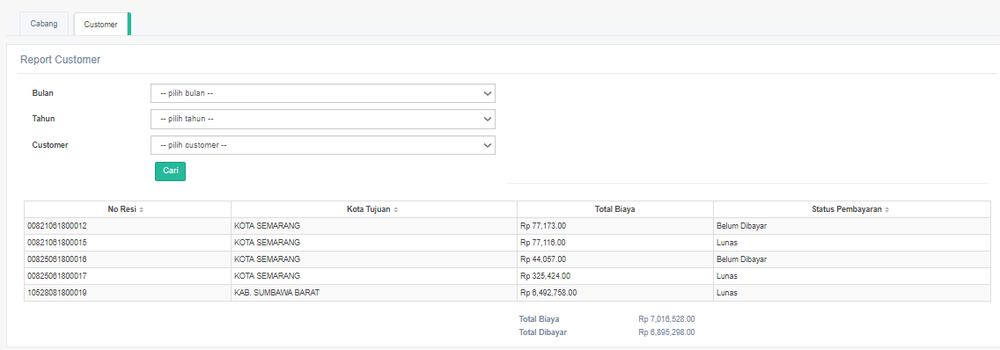 Cabang Customer
Report Customer
Bulan -- pilih bulan --
Tahun -- pilih tahun --
Customer -- pilih customer --
Cari
No Resi Kota Tujuan Total Biaya Status Pembayaran
00821061800012 KOTA SEMARANG Rp 77,173.00 Belum Dibayar
00821061800015 KOTA SEMARANG Rp 77,116.00 Lunas
00825061800016 KOTA SEMARANG Rp 44,057.00 Belum Dibayar
00825061800017 KOTA SEMARANG Rp 325,424.00 Lunas
10528081800019 KAB. SUMBAWA BARAT Rp 6,492,758.00 Lunas
Total Biaya Rp 7,016,528.00
Total Dibayar Rp 6,895,298.00